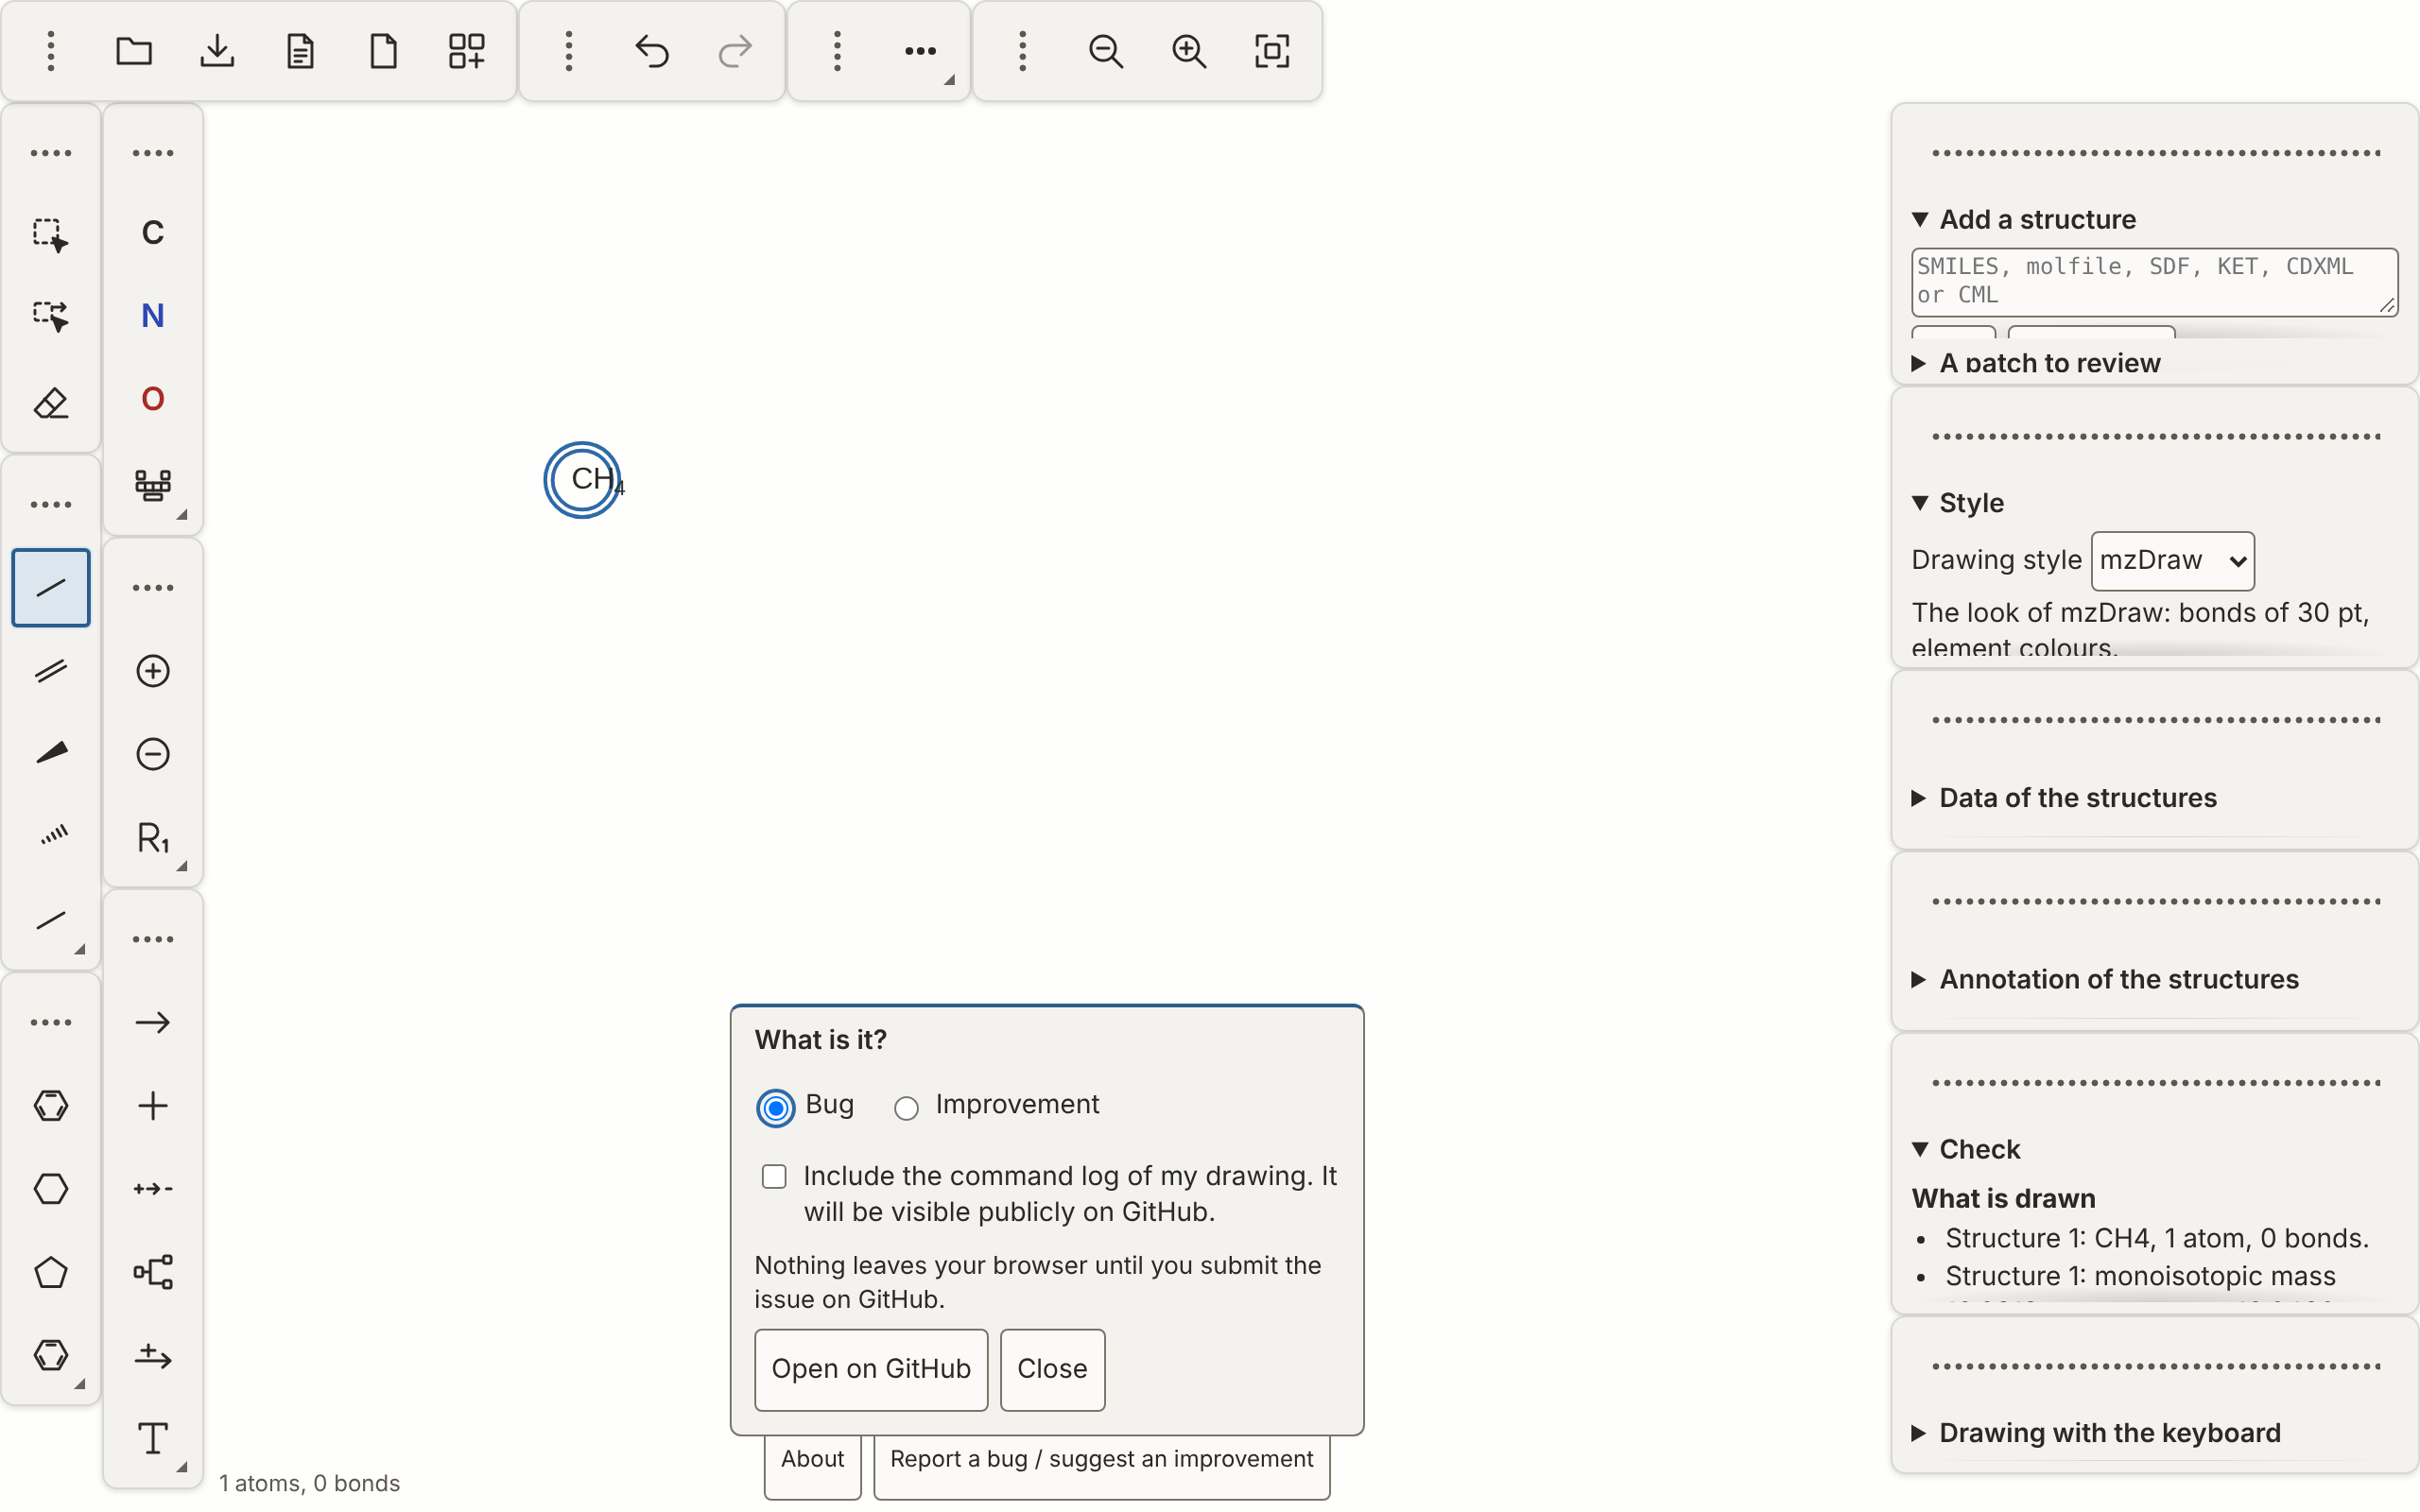 C
N
O
R1
T
CH4
1 atoms, 0 bonds
What is it?
Bug
Improvement
Include the command log of my drawing. It
will be visible publicly on GitHub.
Nothing leaves your browser until you submit the
issue on GitHub.
Open on GitHub
Close
About
Report a bug / suggest an improvement
Add a structure
SMILES, molfile, SDF, KET, CDXML
or CML
A patch to review
Style
Drawing style
mzDraw
The look of mzDraw: bonds of 30 pt,
element colours.
Data of the structures
Annotation of the structures
Check
What is drawn
Structure 1: CH4, 1 atom, 0 bonds.
Structure 1: monoisotopic mass
Drawing with the keyboard